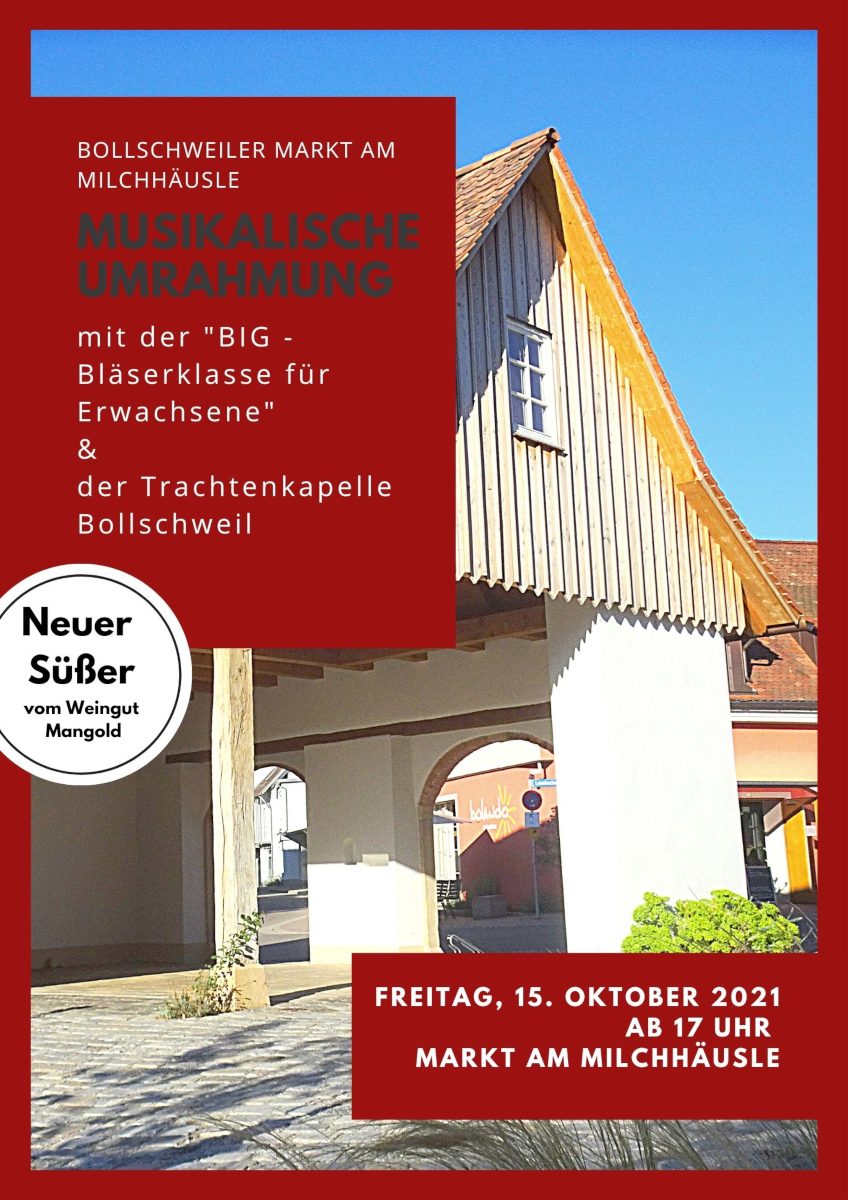 BOLLSCHWEILER MARKT AM
MILCHHÄUSLE
MUSIKALISCHE
UMRAHMUNG
mit der "BIG -
Bläserklasse für
Erwachsene"
&
der Trachtenkapelle
Bollschweil
Neuer
Süßer
vom Weingut
Mangold
bolando
FREITAG, 15. OKTOBER 2021
AB 17 UHR
MARKT AM MILCHHÄUSLE